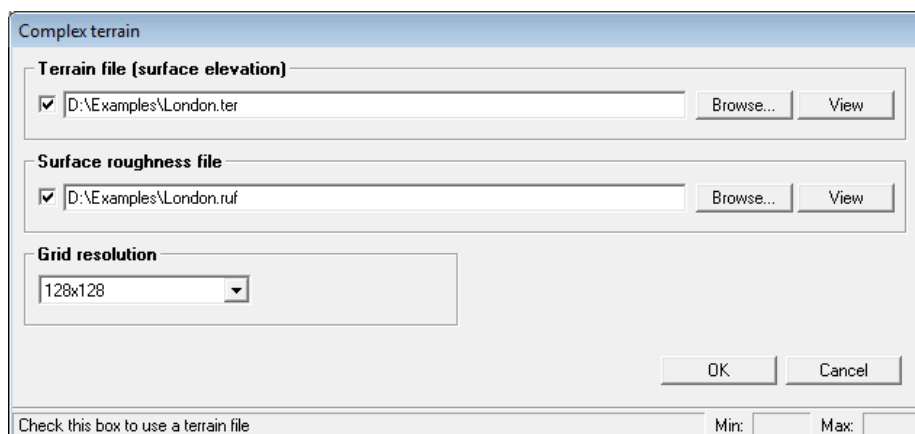 Complex terrain
Terrain file (surface elevation)
D:\Examples\London.ter Browse... View
Surface roughness file
D:\Examples\London.ruf Browse... View
Grid resolution
128x128
OK Cancel
Check this box to use a terrain file Min: Max: